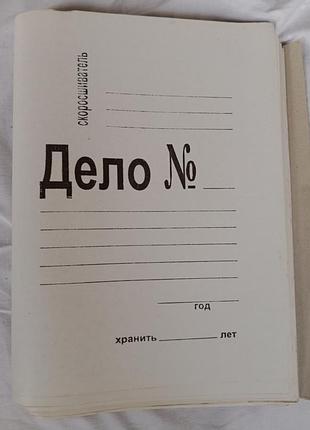 скоросшиватель
Дело №
год
хранить лет